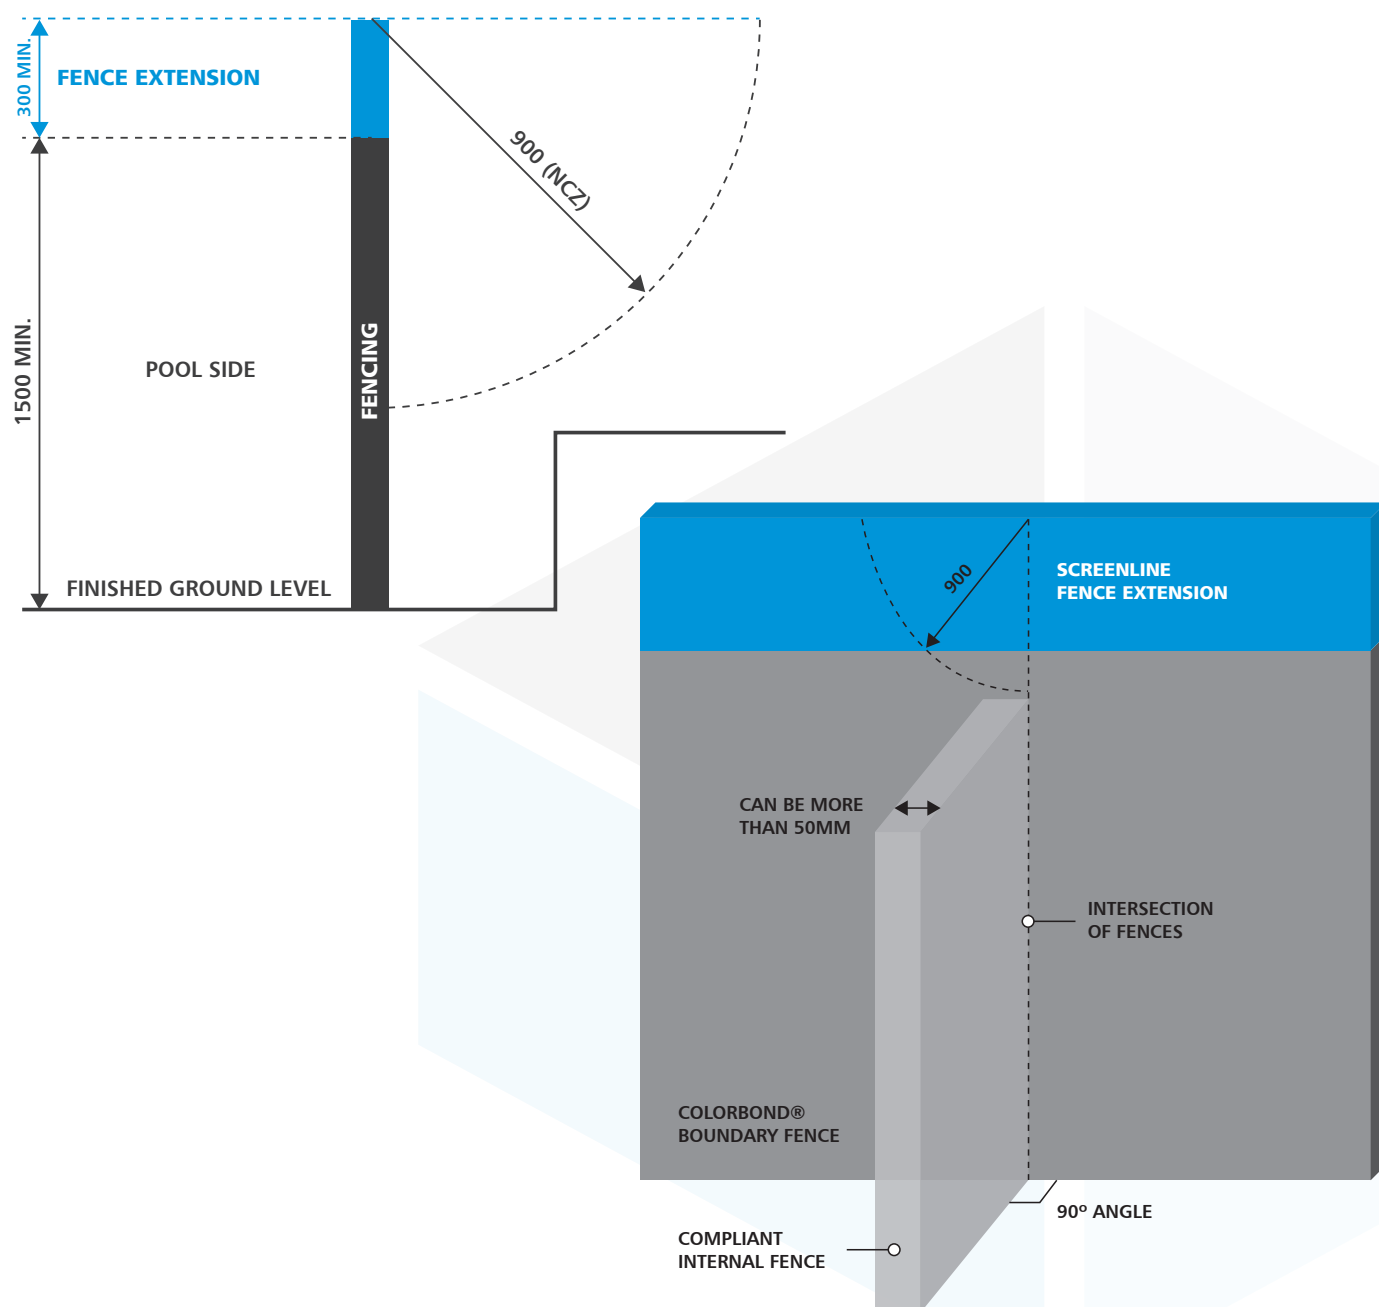 300 MIN.
FENCE EXTENSION
900 (NCZ)
1500 MIN.
POOL SIDE
FENCING
FINISHED GROUND LEVEL
900
SCREENLINE
FENCE EXTENSION
CAN BE MORE
THAN 50MM
INTERSECTION
OF FENCES
COLORBOND®
BOUNDARY FENCE
90º ANGLE
COMPLIANT
INTERNAL FENCE